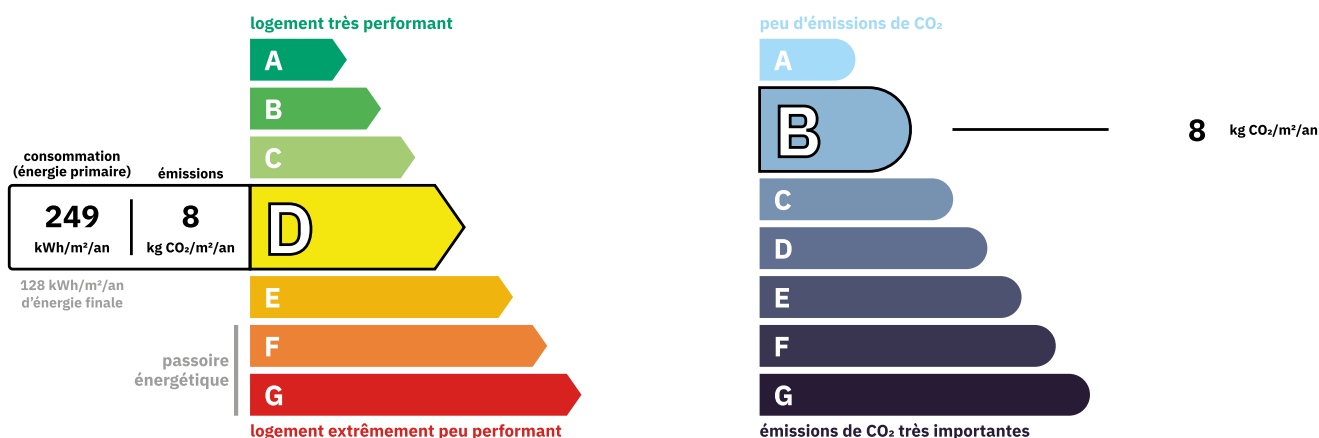 logement très performant
A
B
C
consommation
(énergie primaire)
émissions
249
kWh/m²/an
8
kg CO₂/m²/an
D
128 kWh/m²/an
d'énergie finale
E
F
passoire
énergétique
G
logement extrêmement peu performant
peu d'émissions de CO₂
A
B
8 kg CO₂/m²/an
C
D
E
F
G
émissions de CO₂ très importantes